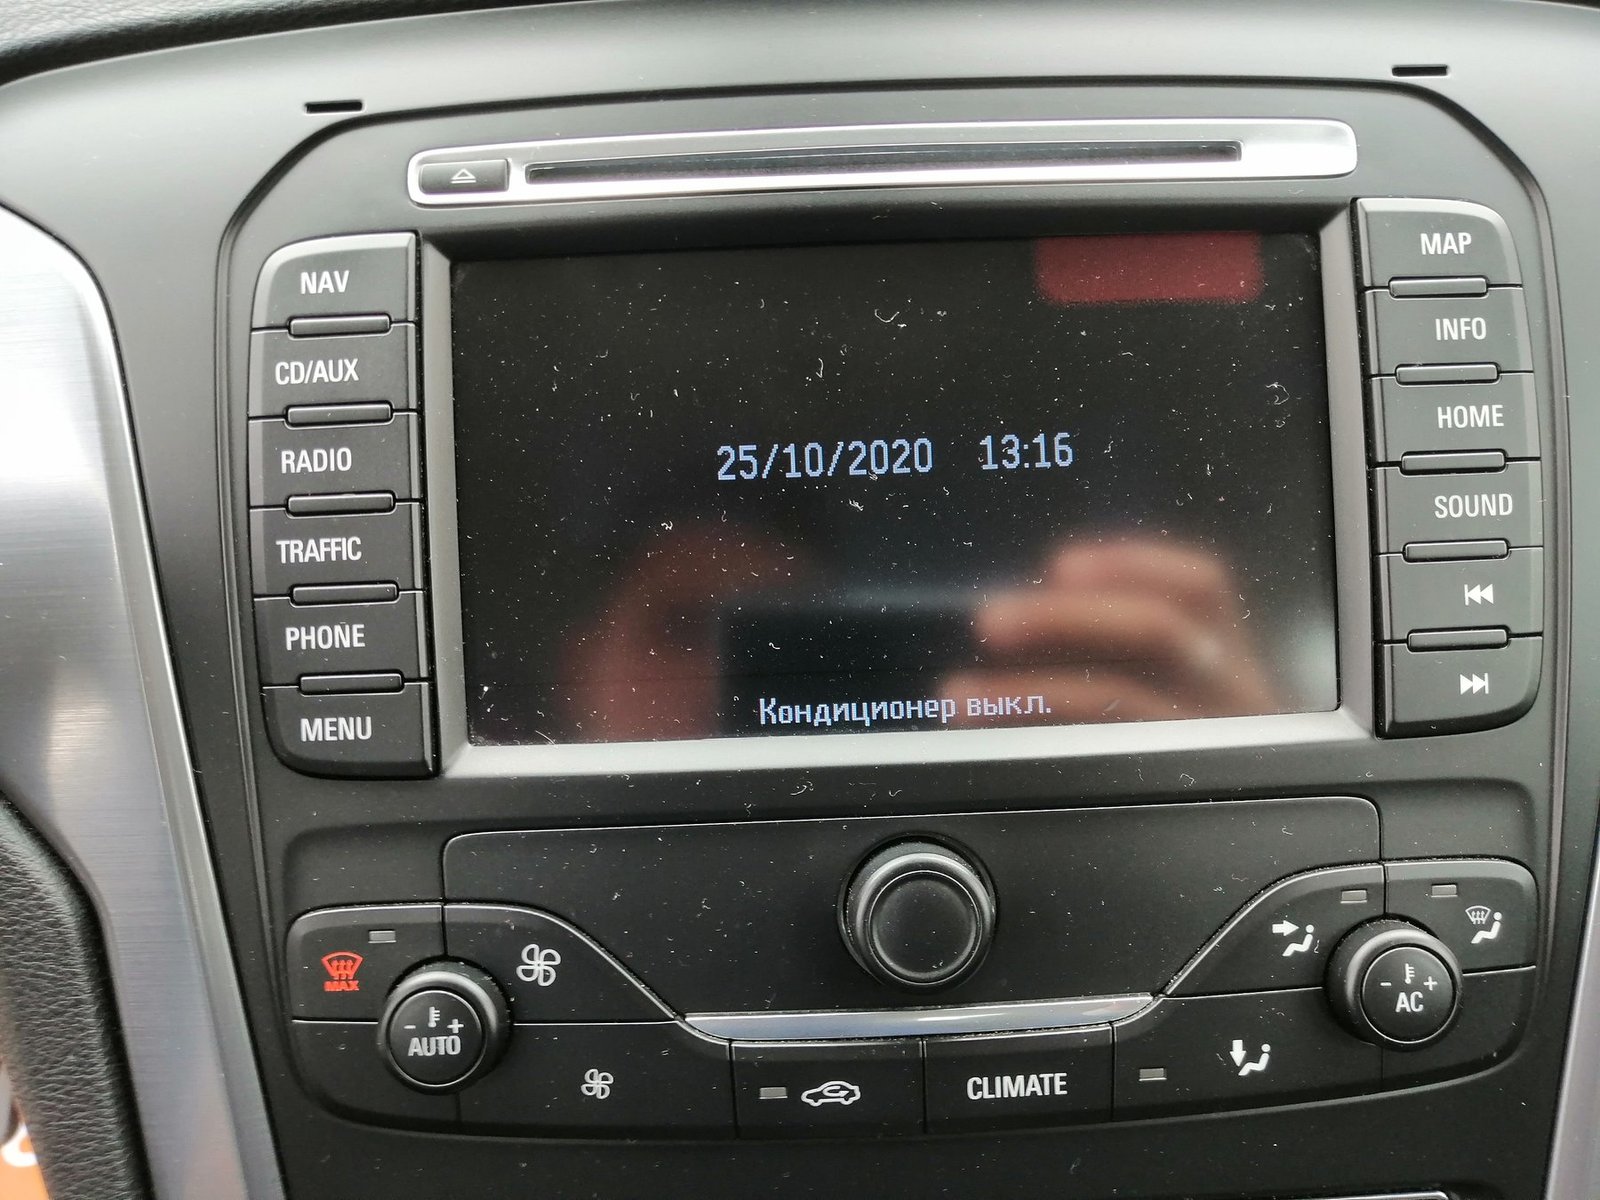 NAV
CD/AUX
RADIO
TRAFFIC
PHONE
MENU
25/10/2020 13:16
Кондиционер выкл.
MAP
INFO
HOME
SOUND
MAX
- +
AUTO
CLIMATE
- +
AC